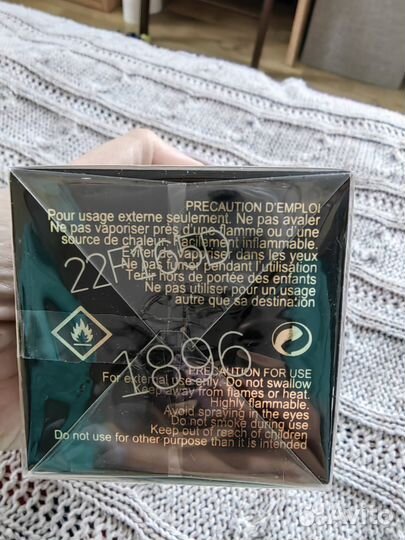 PRECAUTION D'EMPLOI
Pour usage externe seulement. Ne pas avaler
Ne pas vaporiser près d'une flamme ou d'une
source de chaleur. Facilement inflammable.
Eviter de vaporiser dans les yeux
Ne pas fumer pendant l'utilisation
Tenir hors de portée des enfants
Ne pas utiliser pour un usage
autre que sa destination
1896
PRECAUTION FOR USE
For external use only. Do not swallow
Keep away from flames or heat.
Highly flammable.
Avoid spraying in the eyes
Do not smoke during use
Keep out of reach of children
Do not use for other purpose than it is intended
Avito